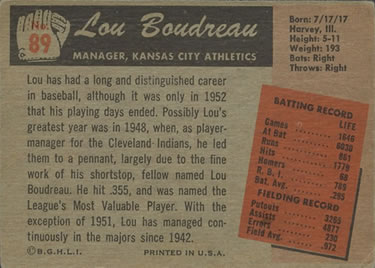 No. 89
Lou Boudreau
MANAGER, KANSAS CITY ATHLETICS
Born: 7/17/17
Harvey, Ill.
Height: 5-11
Weight: 193
Bats: Right
Throws: Right
Lou has had a long and distinguished career
in baseball, although it was only in 1952
that his playing days ended. Possibly Lou's
greatest year was in 1948, when, as player-
manager for the Cleveland Indians, he led
them to a pennant, largely due to the fine
work of his shortstop, fellow named Lou
Boudreau. He hit .355, and was named the
League's Most Valuable Player. With the
exception of 1951, Lou has managed con-
tinuously in the majors since 1942.
©B.G.H.L.I. PRINTED IN U.S.A.
BATTING RECORD
LIFE
Games 1646
At Bat 6030
Runs 861
Hits 1779
Homers 68
R. B. I. 789
Bat. Avg. .295
FIELDING RECORD
Putouts 3265
Assists 4877
Errors 230
Field Avg. .972